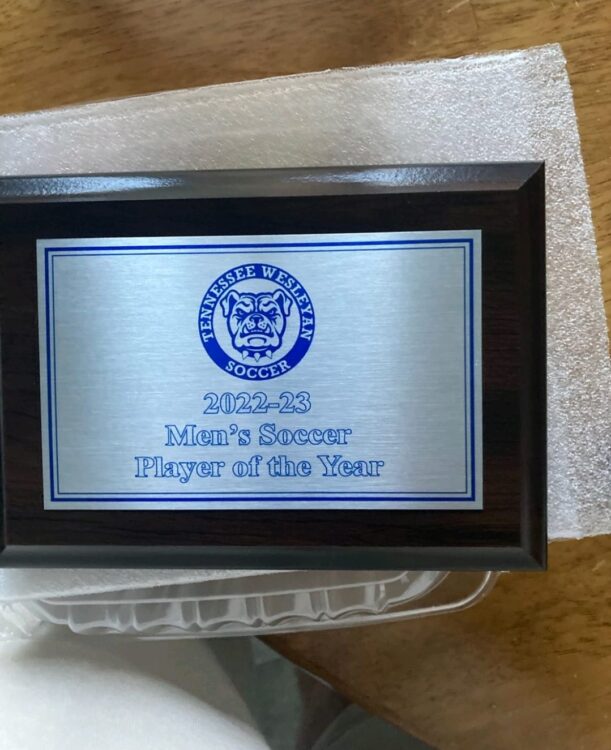 TENNESSEE WESLEYAN
SOCCER
2022-23
Men's Soccer
Player of the Year